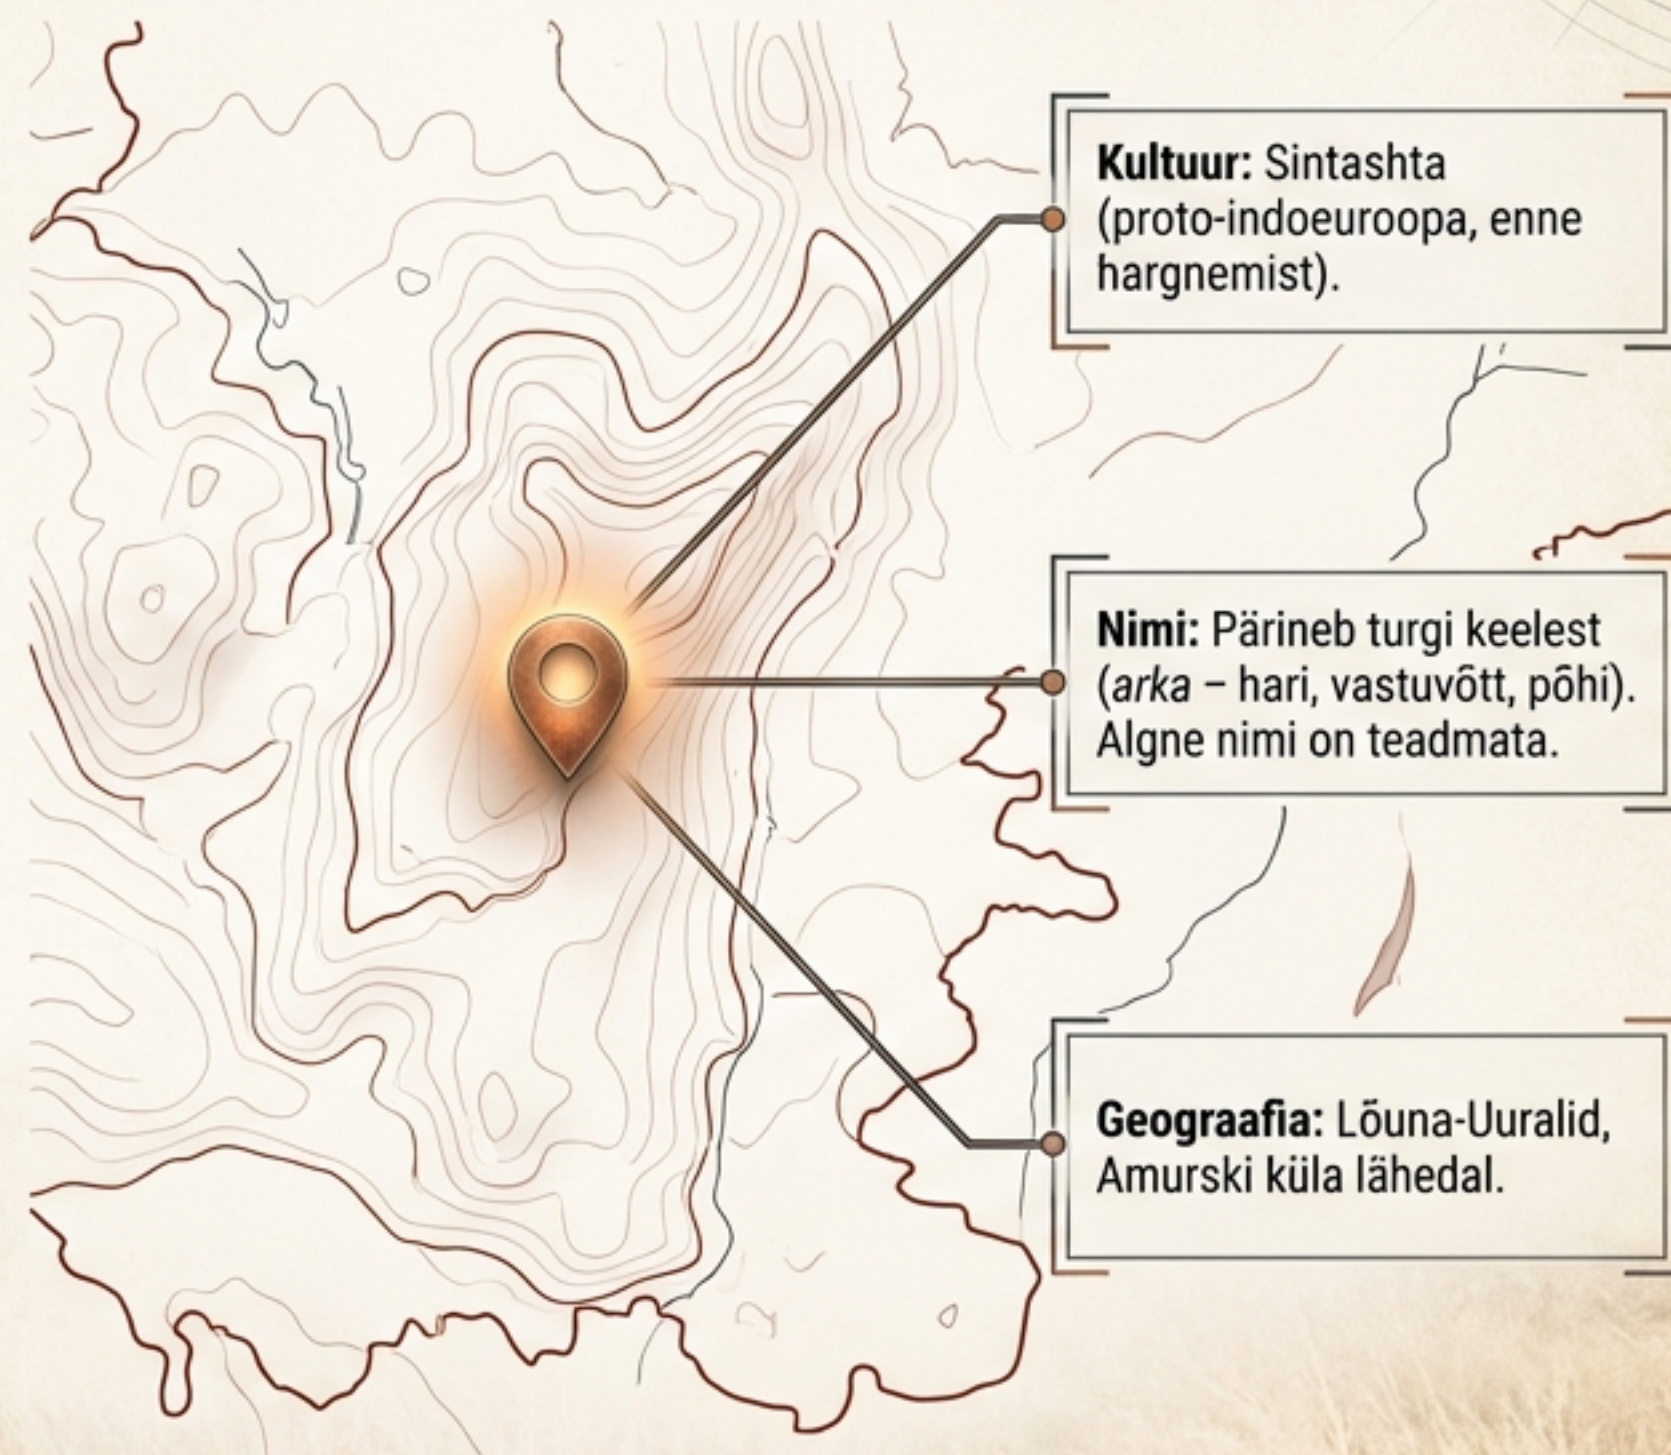 Kultuur: Sintashta
(proto-indoeuroopa, enne
hargnemist).
Nimi: Pärineb turgi keelest
(arka – hari, vastuvõtt, põhi).
Algne nimi on teadmata.
Geograafia: Lõuna-Uuralid,
Amurski küla lähedal.